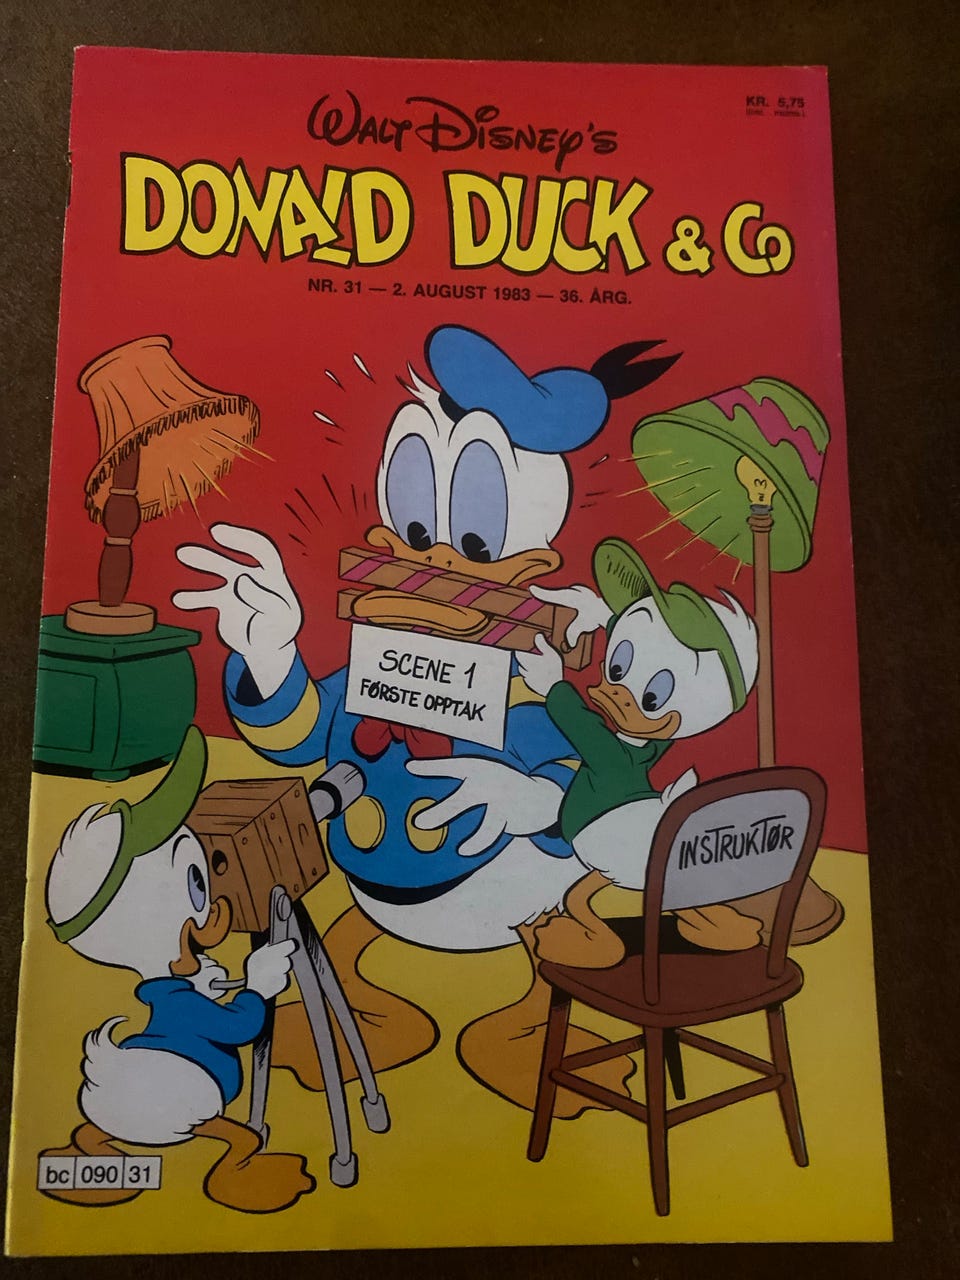 KR. 5,75
WALT DISNEY'S
DONALD DUCK & Co
NR. 31 — 2. AUGUST 1983 — 36. ÅRG.
SCENE 1
FØRSTE OPPTAK
INSTRUKTØR
bc 090 31